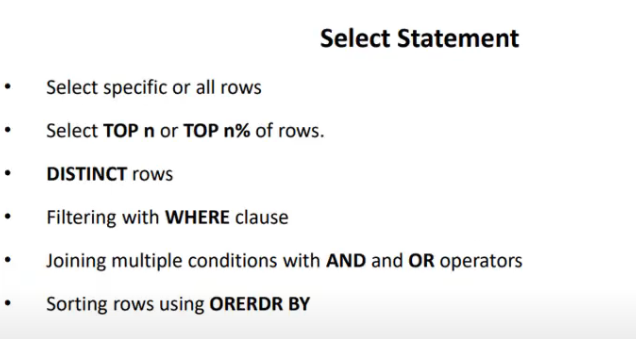 Select Statement
• Select specific or all rows
• Select TOP n or TOP n% of rows.
• DISTINCT rows
• Filtering with WHERE clause
• Joining multiple conditions with AND and OR operators
• Sorting rows using ORERDR BY